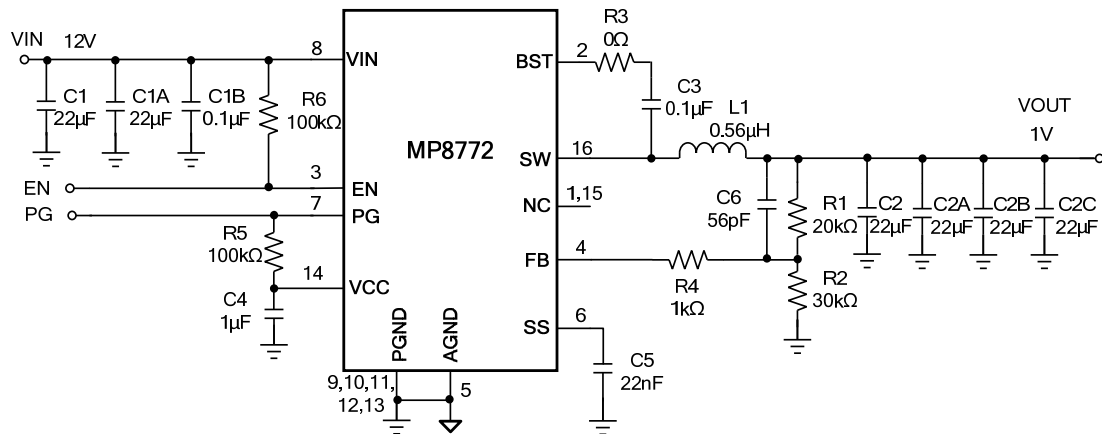 VIN 12V
C1
22µF
C1A
22µF
C1B
0.1µF
R6
100kΩ
EN
PG
R5
100kΩ
C4
1µF
8
3
7
14
VIN
EN
PG
VCC
MP8772
BST
SW
NC
FB
SS
PGND
AGND
9,10,11,
12,13
5
2
16
1,15
4
6
R3
0Ω
C3
0.1µF
L1
0.56µH
C6
56pF
R1
20kΩ
R4
1kΩ
R2
30kΩ
C5
22nF
C2
22µF
C2A
22µF
C2B
22µF
C2C
22µF
VOUT
1V